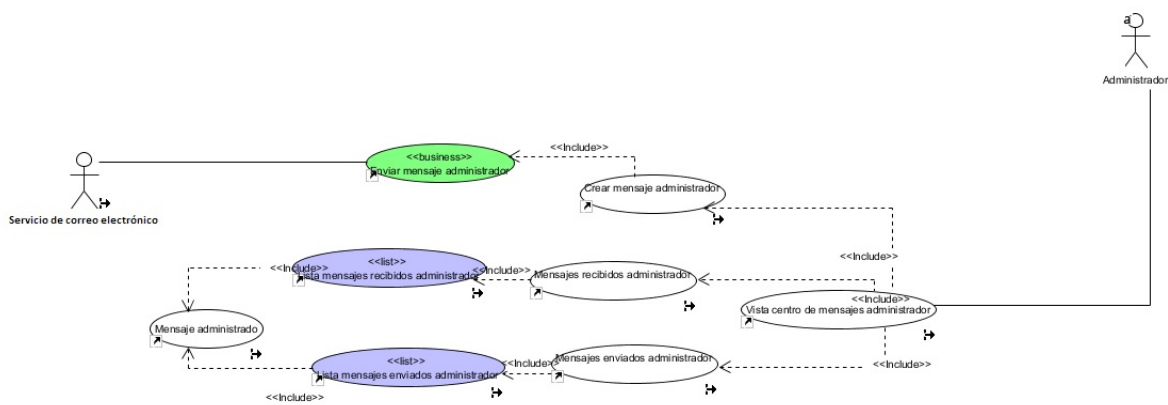 a
Administrador
<<business>>
Enviar mensaje administrador
<<Include>>
Servicio de correo electrónico
Crear mensaje administrador
<<Include>>
<<list>>
Lista mensajes recibidos administrador
<<Include>>
<<Include>>
Mensajes recibidos administrador
<<Include>>
Vista centro de mensajes administrador
Mensaje administrado
<<list>>
Lista mensajes enviados administrador
<<Include>>
Mensajes enviados administrador
<<Include>>
<<Include>>